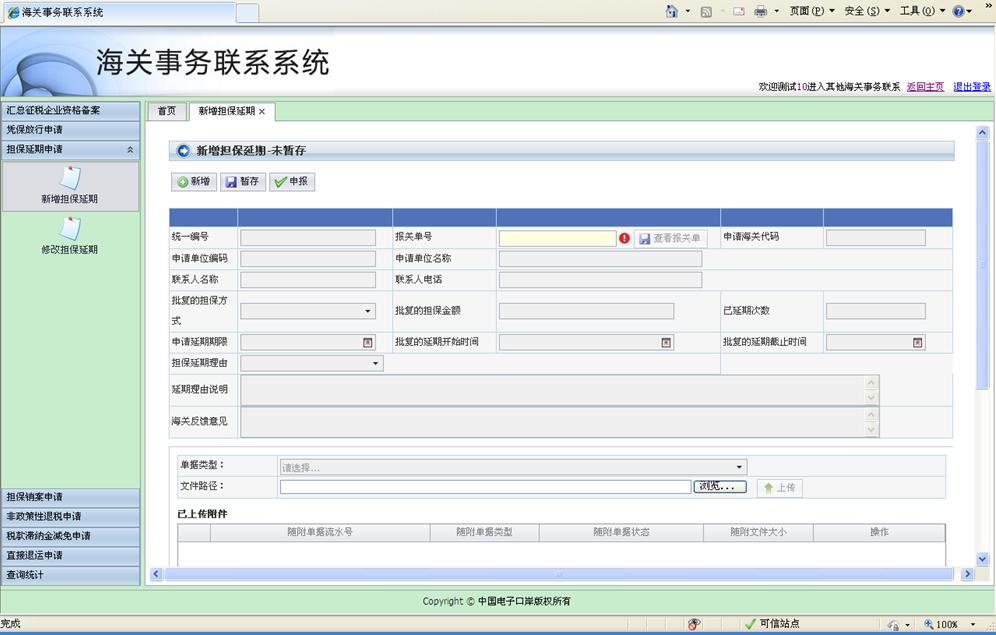 海关事务联系系统
页面(P)
安全(S)
工具(O)
海关事务联系系统
欢迎测试10进入其他海关事务联系 返回主页 退出登录
汇总征税企业资格备案
凭保放行申请
担保延期申请
新增担保延期
修改担保延期
担保销案申请
非政策性退税申请
税款滞纳金减免申请
直接退运申请
查询统计
首页 新增担保延期 ×
新增担保延期-未暂存
新增 暂存 申报
统一编号 报关单号 查看报关单 申请海关代码
申请单位编码 申请单位名称
联系人名称 联系人电话
批复的担保方式 批复的担保金额 已延期次数
申请延期期限 批复的延期开始时间 批复的延期截止时间
担保延期理由
延期理由说明
海关反馈意见
单据类型： 请选择...
文件路径： 浏览... 上传
已上传附件
随附单据流水号 随附单据类型 随附单据状态 随附文件大小 操作
Copyright © 中国电子口岸版权所有
完成 可信站点 100%